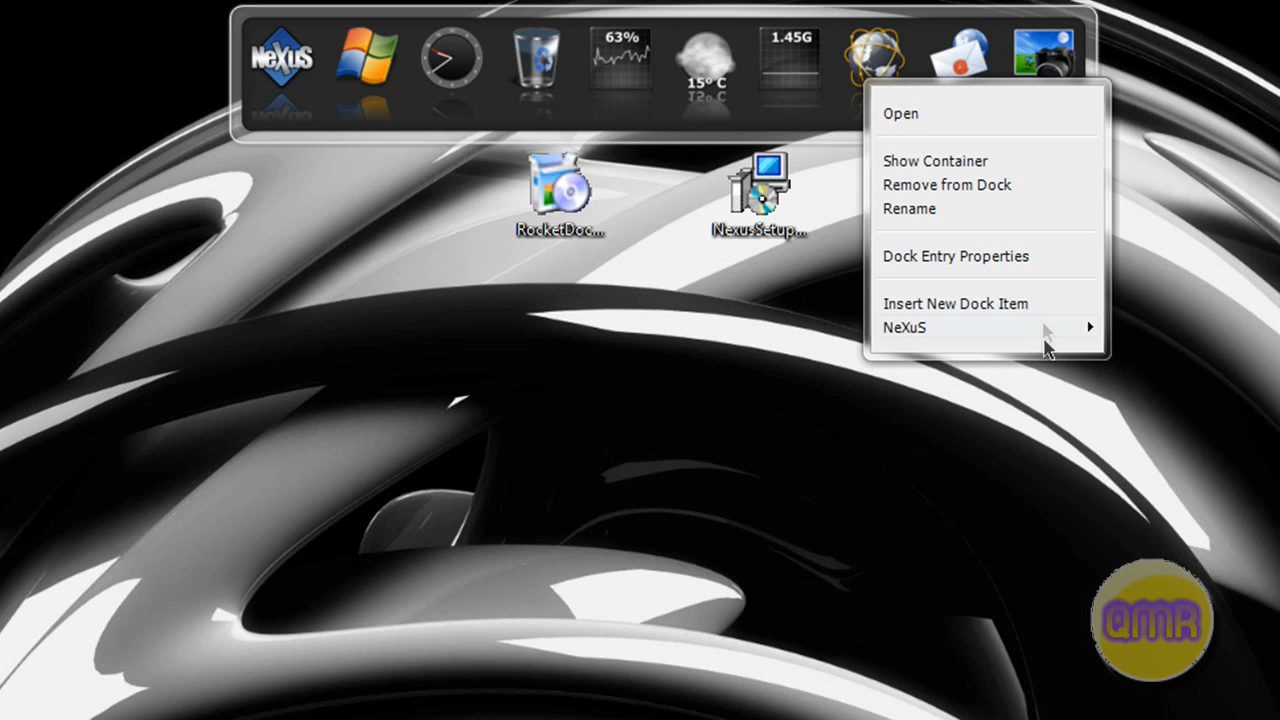 NeXuS
63%
15° C
1.45G
Open
Show Container
Remove from Dock
Rename
Dock Entry Properties
Insert New Dock Item
NeXuS
RocketDoc...
NexusSetup...
QMR